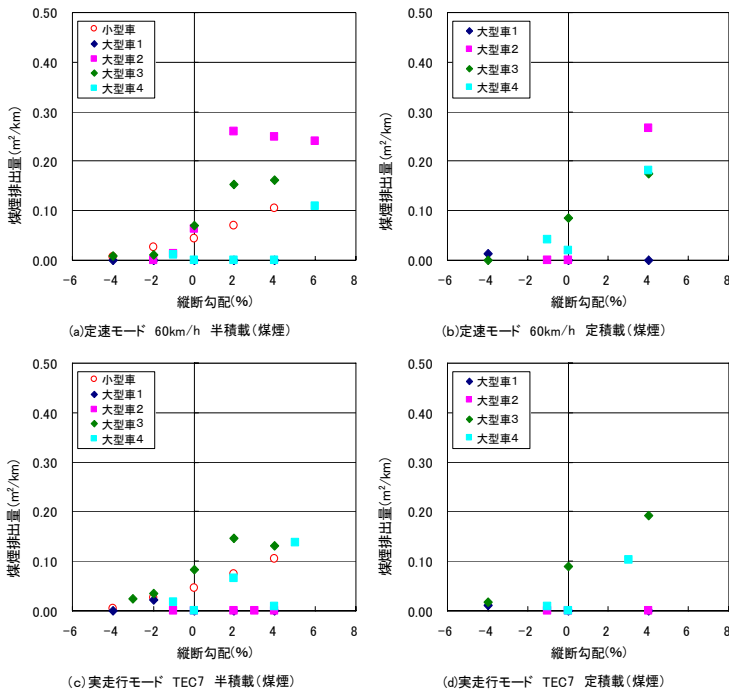 0.50
0.40
0.30
0.20
0.10
0.00
煤煙排出量(m²/km)
小型車
大型車1
大型車2
大型車3
大型車4
-6 -4 -2 0 2 4 6 8
縦断勾配(%)
(a)定速モード 60km/h 半積載(煤煙)
0.50
0.40
0.30
0.20
0.10
0.00
煤煙排出量(m²/km)
大型車1
大型車2
大型車3
大型車4
-6 -4 -2 0 2 4 6 8
縦断勾配(%)
(b)定速モード 60km/h 定積載(煤煙)
0.50
0.40
0.30
0.20
0.10
0.00
煤煙排出量(m²/km)
小型車
大型車1
大型車2
大型車3
大型車4
-6 -4 -2 0 2 4 6 8
縦断勾配(%)
(c)実走行モード TEC7 半積載(煤煙)
0.50
0.40
0.30
0.20
0.10
0.00
煤煙排出量(m²/km)
大型車1
大型車2
大型車3
大型車4
-6 -4 -2 0 2 4 6 8
縦断勾配(%)
(d)実走行モード TEC7 定積載(煤煙)